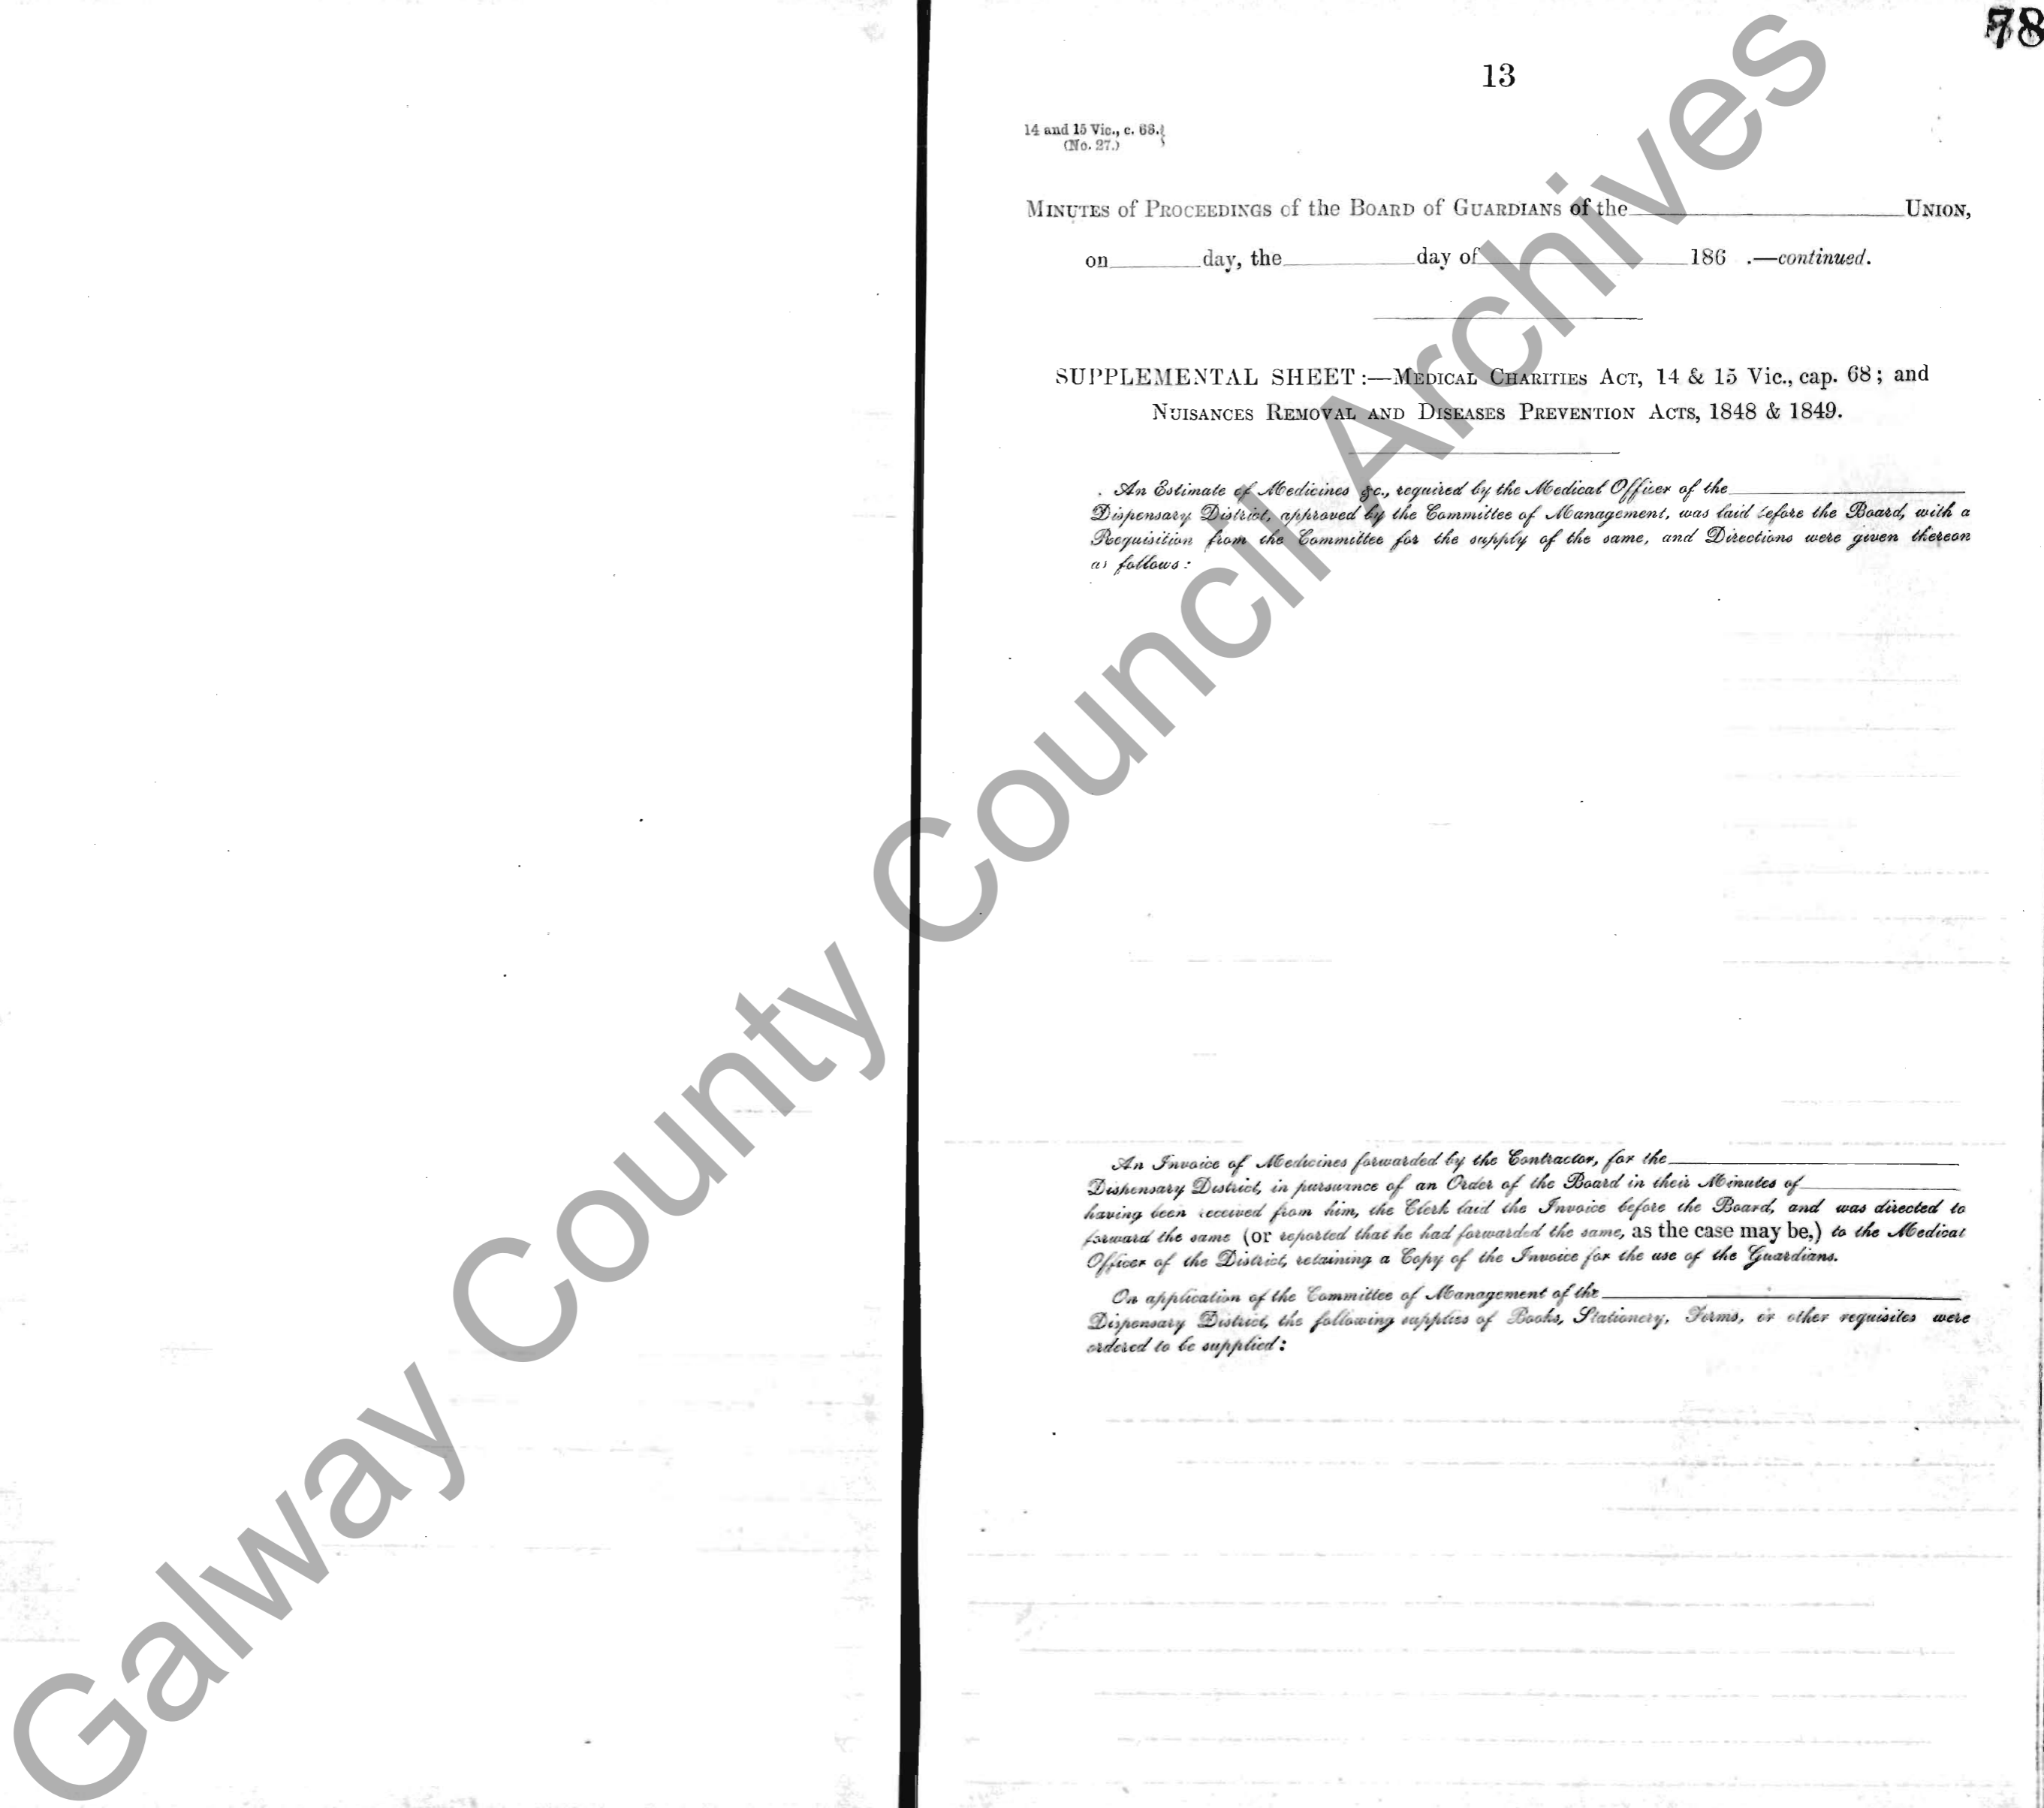 78
13
14 and 15 Vic., c. 68.}
(No. 27.)
MINUTES of PROCEEDINGS of the BOARD of GUARDIANS of the UNION,
on day, the day of 186 .—continued.
SUPPLEMENTAL SHEET:—MEDICAL CHARITIES ACT, 14 & 15 Vic., cap. 68; and
NUISANCES REMOVAL AND DISEASES PREVENTION ACTS, 1848 & 1849.
An Estimate of Medicines &c., required by the Medical Officer of the
Dispensary District, approved by the Committee of Management, was laid before the Board, with a
Requisition from the Committee for the supply of the same, and Directions were given thereon
as follows:
An Invoice of Medicines forwarded by the Contractor, for the
Dispensary District, in pursuance of an Order of the Board in their Minutes of
having been received from him, the Clerk laid the Invoice before the Board, and was directed to
forward the same (or reported that he had forwarded the same, as the case may be,) to the Medical
Officer of the District, retaining a Copy of the Invoice for the use of the Guardians.
On application of the Committee of Management of the
Dispensary District, the following supplies of Books, Stationery, Forms, or other requisites were
ordered to be supplied:
Galway County Council Archives